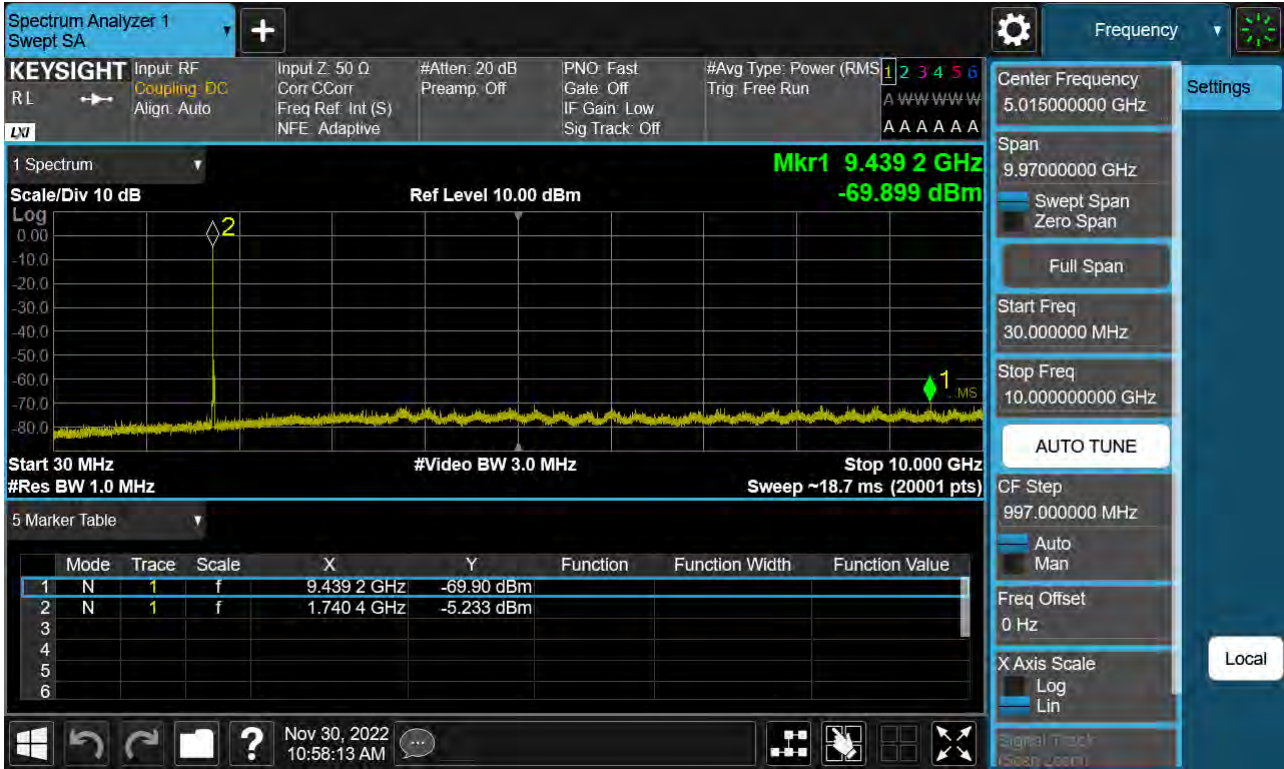 Spectrum Analyzer 1
Swept SA
+
Frequency
KEYSIGHT
R L
LXI
Input: RF
Coupling: DC
Align: Auto
Input Z: 50 Ω
Corr CCorr
Freq Ref: Int (S)
NFE: Adaptive
#Atten: 20 dB
Preamp: Off
PNO: Fast
Gate: Off
IF Gain: Low
Sig Track: Off
#Avg Type: Power (RMS
Trig: Free Run
1 2 3 4 5 6
A W W W W W
A A A A A A
1 Spectrum
Mkr1 9.439 2 GHz
-69.899 dBm
Scale/Div 10 dB
Ref Level 10.00 dBm
Log
0.00
-10.0
-20.0
-30.0
-40.0
-50.0
-60.0
-70.0
-80.0
2
1
MS
Start 30 MHz
#Video BW 3.0 MHz
Stop 10.000 GHz
#Res BW 1.0 MHz
Sweep ~18.7 ms (20001 pts)
5 Marker Table
Mode Trace Scale X Y Function Function Width Function Value
1 N 1 f 9.439 2 GHz -69.90 dBm
2 N 1 f 1.740 4 GHz -5.233 dBm
3
4
5
6
Nov 30, 2022
10:58:13 AM
?
Center Frequency
5.015000000 GHz
Span
9.97000000 GHz
Swept Span
Zero Span
Full Span
Start Freq
30.000000 MHz
Stop Freq
10.000000000 GHz
AUTO TUNE
CF Step
997.000000 MHz
Auto
Man
Freq Offset
0 Hz
X Axis Scale
Log
Lin
Signal Track
(Span Zoom)
Settings
Local